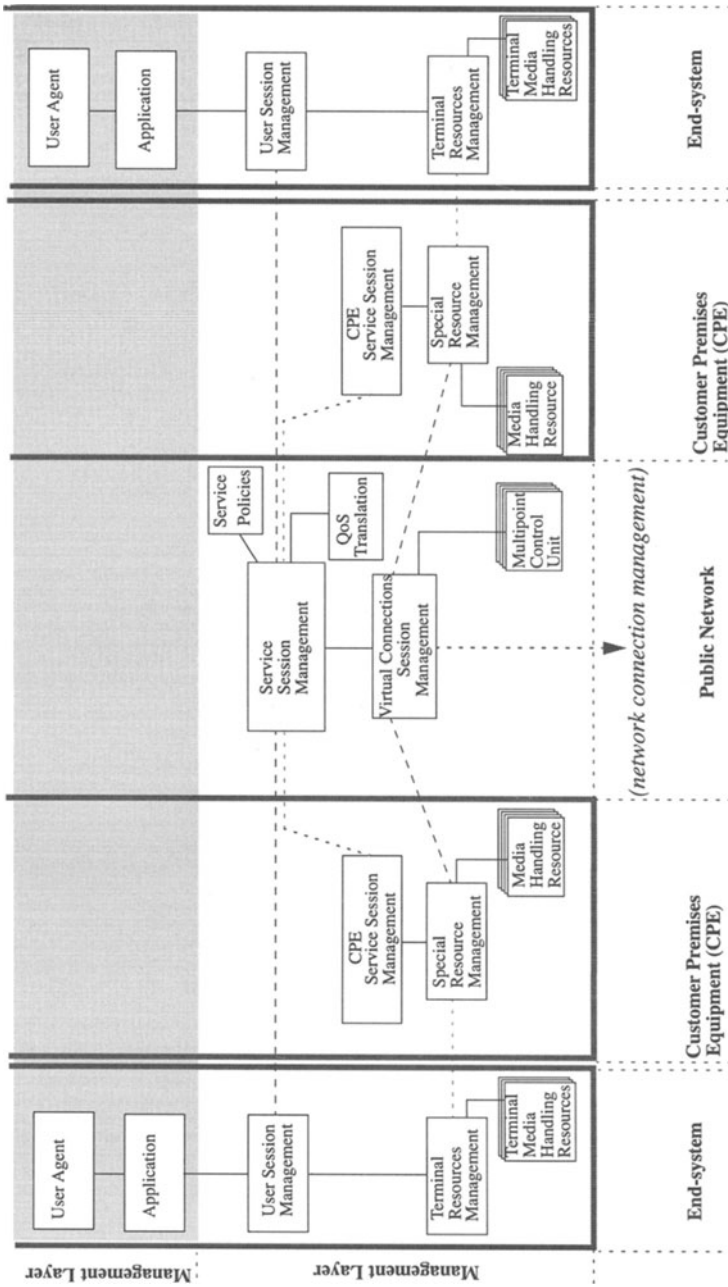 Management Layer
Management Layer
User Agent
Application
User Session
Management
Terminal
Resources
Management
Terminal
Media
Handling
Resources
End-system
CPE
Service Session
Management
Special
Resource
Management
Media
Handling
Resource
Customer Premises
Equipment (CPE)
Service
Policies
Service
Session
Management
QoS
Translation
Virtual Connections
Session
Management
Multipoint
Control
Unit
(network connection management)
Public Network
CPE
Service Session
Management
Special
Resource
Management
Media
Handling
Resource
Customer Premises
Equipment (CPE)
User Agent
Application
User Session
Management
Terminal
Resources
Management
Terminal
Media
Handling
Resources
End-system